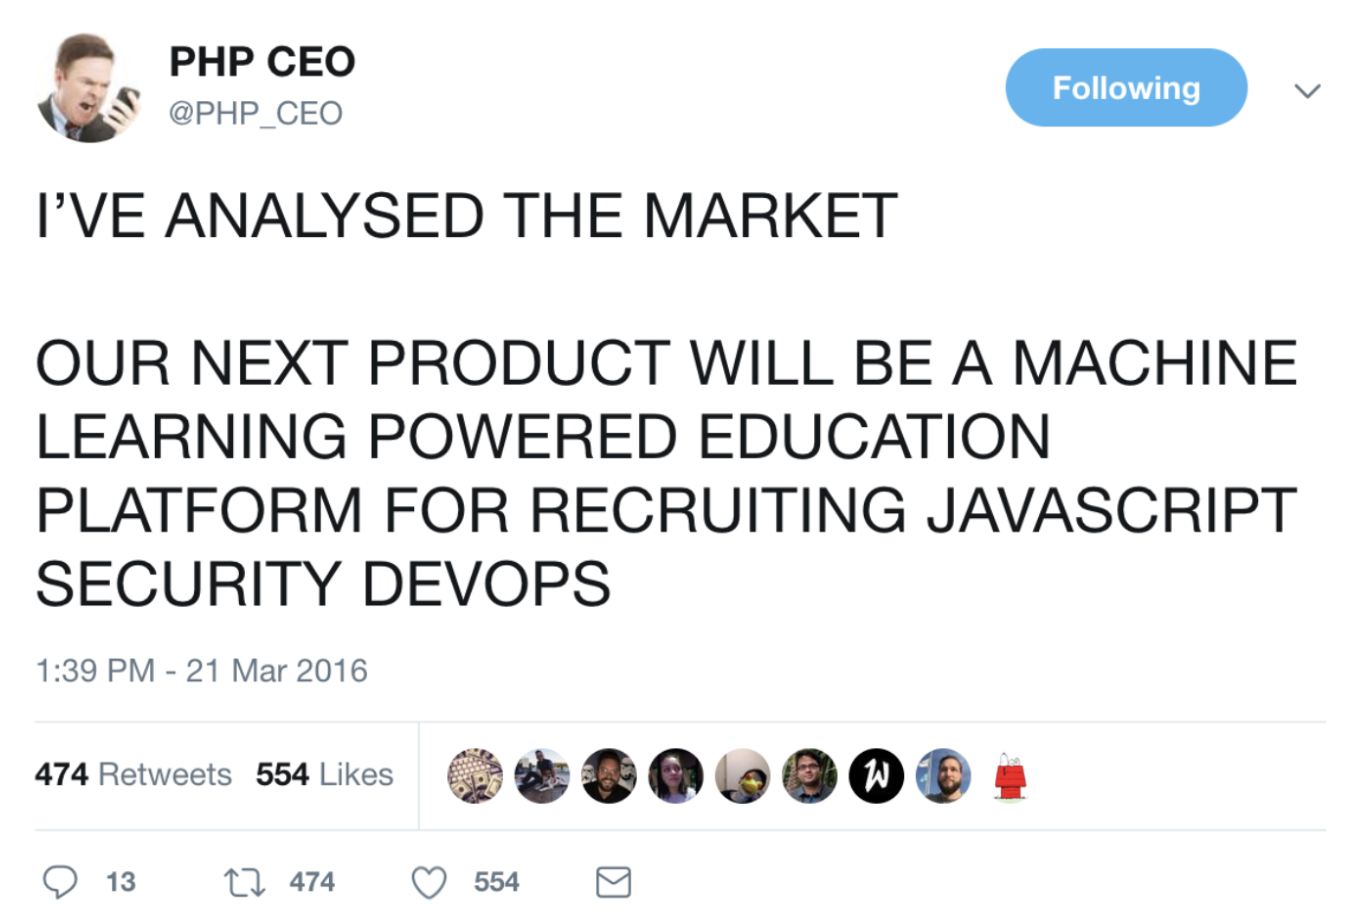 PHP CEO
@PHP_CEO
Following
I’VE ANALYSED THE MARKET
OUR NEXT PRODUCT WILL BE A MACHINE
LEARNING POWERED EDUCATION
PLATFORM FOR RECRUITING JAVASCRIPT
SECURITY DEVOPS
1:39 PM - 21 Mar 2016
474 Retweets 554 Likes
13 474 554